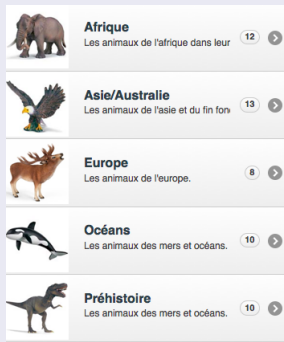 Afrique
Les animaux de l'afrique dans leur
12
Asie/Australie
Les animaux de l'asie et du fin fon
13
Europe
Les animaux de l'europe.
8
Océans
Les animaux des mers et océans.
10
Préhistoire
Les animaux des mers et océans.
10